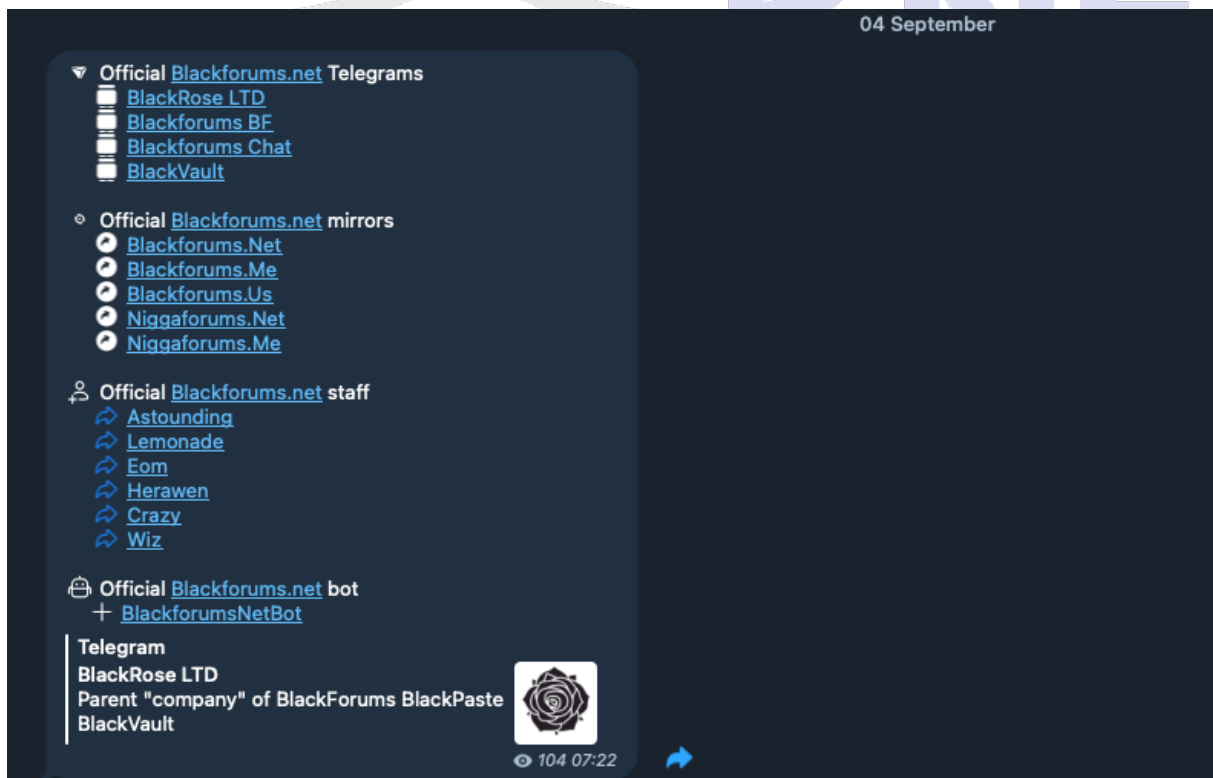 04 September
Official Blackforums.net Telegrams
BlackRose LTD
Blackforums BF
Blackforums Chat
BlackVault
Official Blackforums.net mirrors
Blackforums.Net
Blackforums.Me
Blackforums.Us
Niggaforums.Net
Niggaforums.Me
Official Blackforums.net staff
Astounding
Lemonade
Eom
Herawen
Crazy
Wiz
Official Blackforums.net bot
BlackforumsNetBot
Telegram
BlackRose LTD
Parent "company" of BlackForums BlackPaste
BlackVault
104 07:22